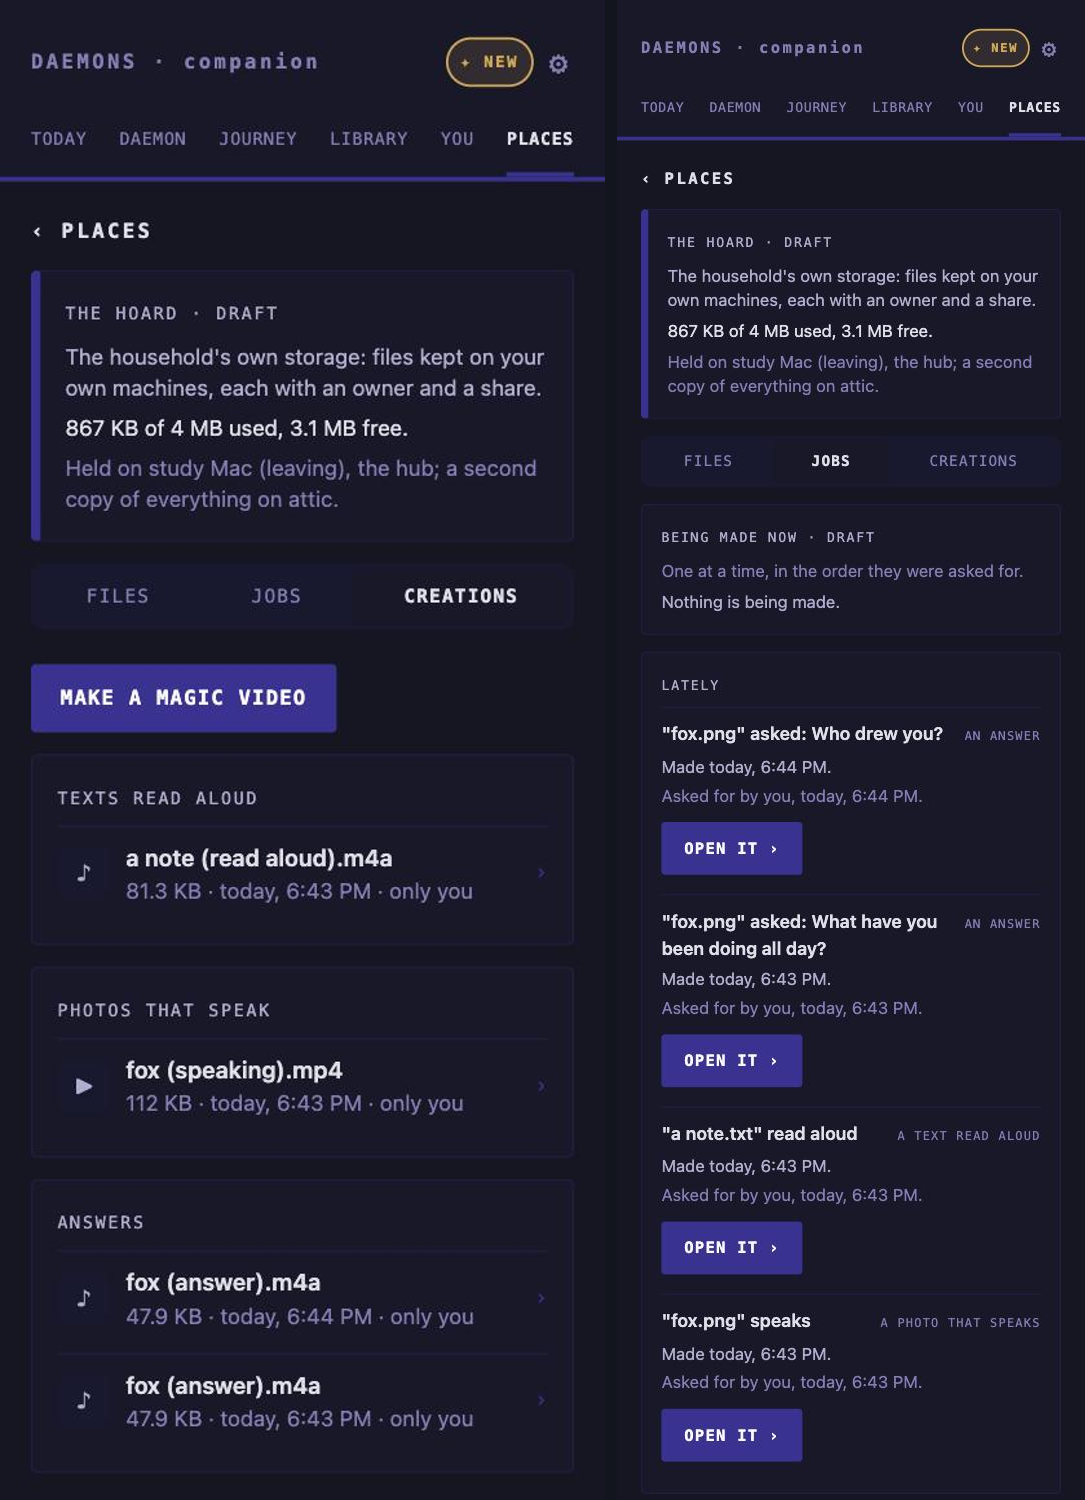 DAEMONS · companion
✦ NEW
⚙
TODAY DAEMON JOURNEY LIBRARY YOU PLACES
‹ PLACES
THE HOARD · DRAFT
The household's own storage: files kept on your
own machines, each with an owner and a share.
867 KB of 4 MB used, 3.1 MB free.
Held on study Mac (leaving), the hub; a second
copy of everything on attic.
FILES JOBS CREATIONS
MAKE A MAGIC VIDEO
TEXTS READ ALOUD
♪ a note (read aloud).m4a ›
81.3 KB · today, 6:43 PM · only you
PHOTOS THAT SPEAK
▶ fox (speaking).mp4 ›
112 KB · today, 6:43 PM · only you
ANSWERS
♪ fox (answer).m4a ›
47.9 KB · today, 6:44 PM · only you
♪ fox (answer).m4a ›
47.9 KB · today, 6:43 PM · only you
DAEMONS · companion
✦ NEW
⚙
TODAY DAEMON JOURNEY LIBRARY YOU PLACES
‹ PLACES
THE HOARD · DRAFT
The household's own storage: files kept on your
own machines, each with an owner and a share.
867 KB of 4 MB used, 3.1 MB free.
Held on study Mac (leaving), the hub; a second
copy of everything on attic.
FILES JOBS CREATIONS
BEING MADE NOW · DRAFT
One at a time, in the order they were asked for.
Nothing is being made.
LATELY
"fox.png" asked: Who drew you? AN ANSWER
Made today, 6:44 PM.
Asked for by you, today, 6:44 PM.
OPEN IT ›
"fox.png" asked: What have you AN ANSWER
been doing all day?
Made today, 6:43 PM.
Asked for by you, today, 6:43 PM.
OPEN IT ›
"a note.txt" read aloud A TEXT READ ALOUD
Made today, 6:43 PM.
Asked for by you, today, 6:43 PM.
OPEN IT ›
"fox.png" speaks A PHOTO THAT SPEAKS
Made today, 6:43 PM.
Asked for by you, today, 6:43 PM.
OPEN IT ›